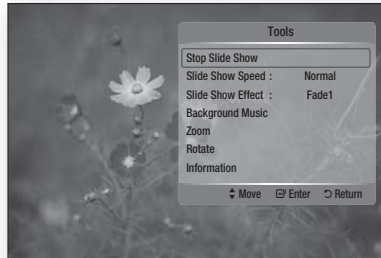 Tools
Stop Slide Show
Slide Show Speed : Normal
Slide Show Effect : Fade1
Background Music
Zoom
Rotate
Information
Move Enter Return